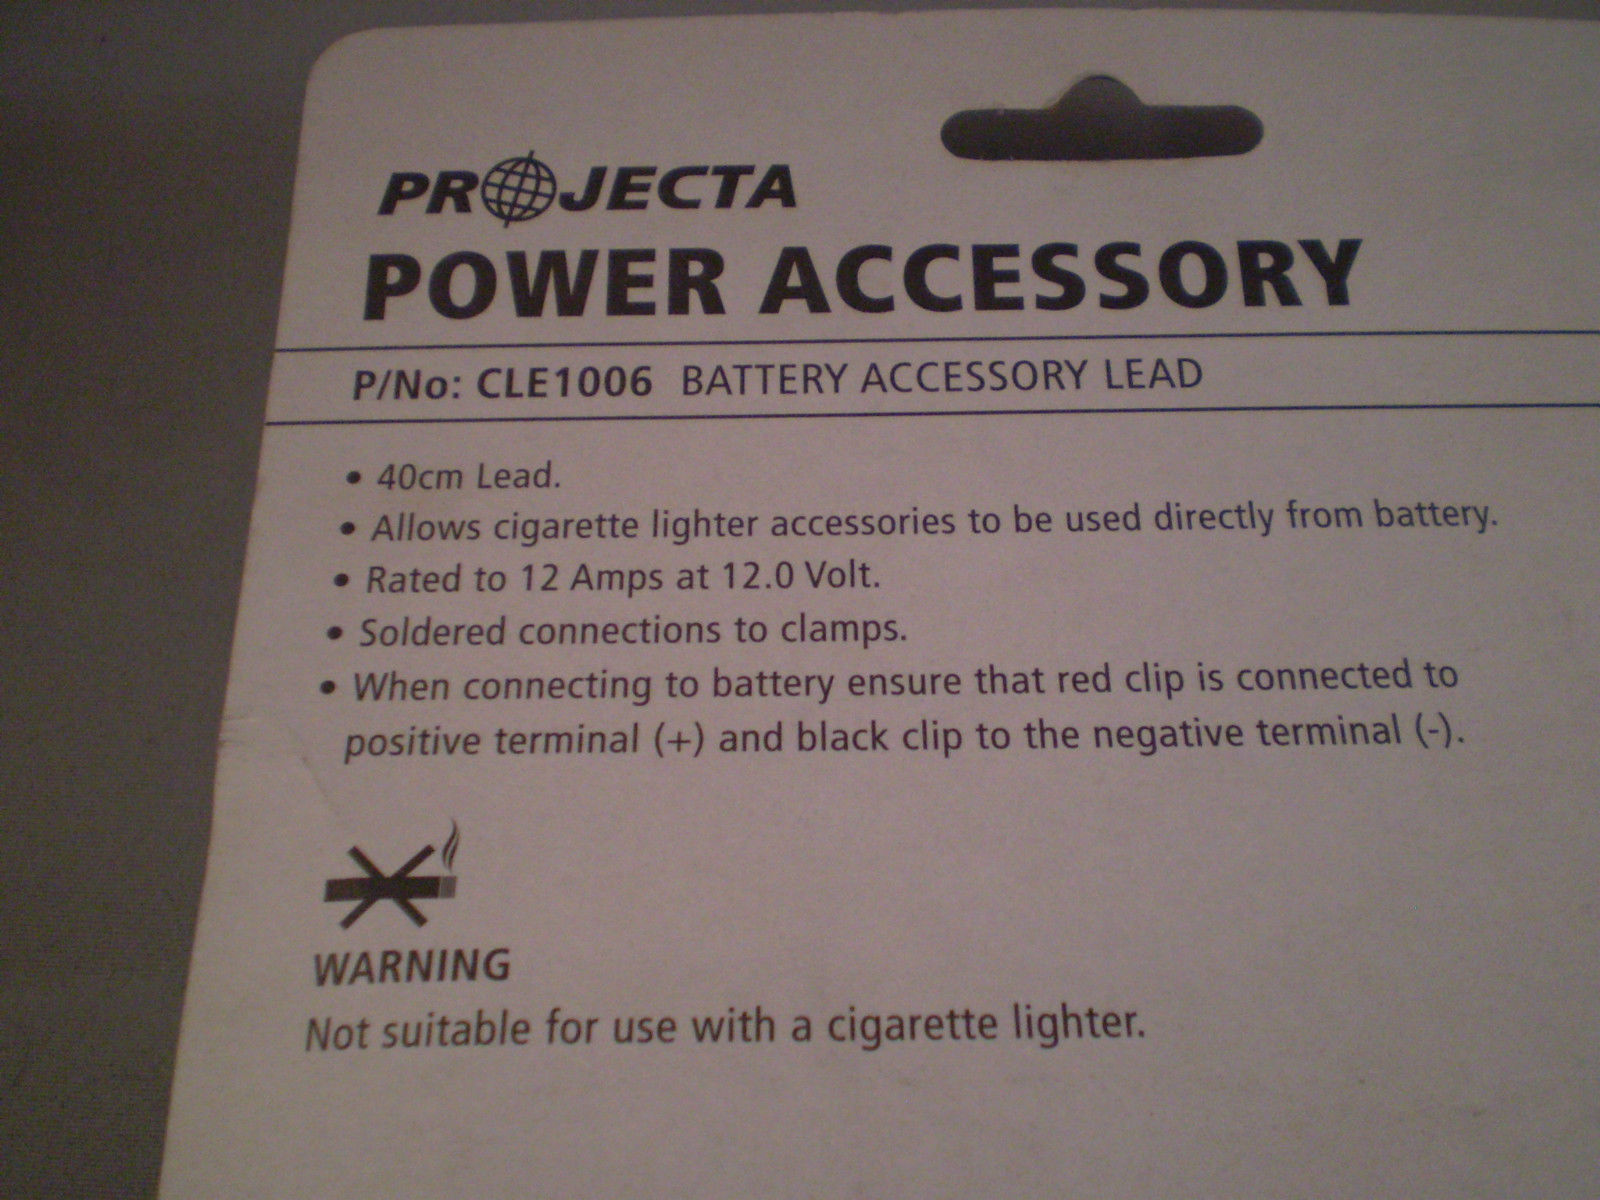 PROJECTA
POWER ACCESSORY
P/No: CLE1006 BATTERY ACCESSORY LEAD
• 40cm Lead.
• Allows cigarette lighter accessories to be used directly from battery.
• Rated to 12 Amps at 12.0 Volt.
• Soldered connections to clamps.
• When connecting to battery ensure that red clip is connected to
positive terminal (+) and black clip to the negative terminal (-).
WARNING
Not suitable for use with a cigarette lighter.